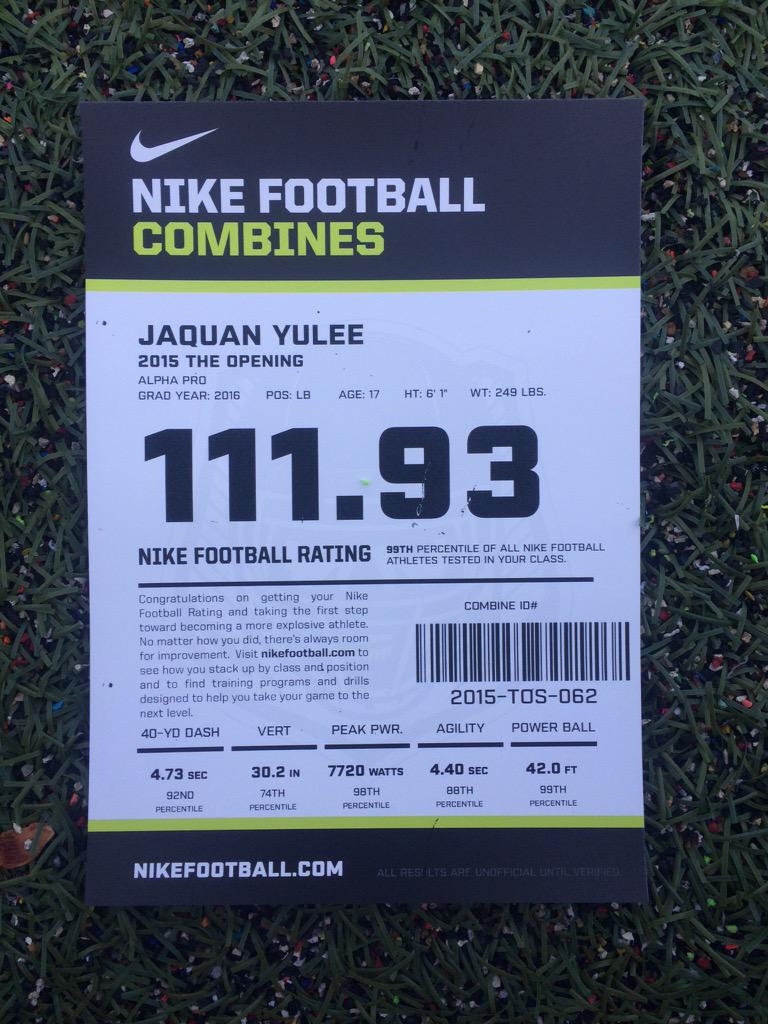 NIKE FOOTBALL
COMBINES
JAQUAN YULEE
2015 THE OPENING
ALPHA PRO
GRAD YEAR: 2016 POS: LB AGE: 17 HT: 6' 1" WT: 249 LBS.
111.93
NIKE FOOTBALL RATING
99TH PERCENTILE OF ALL NIKE FOOTBALL
ATHLETES TESTED IN YOUR CLASS.
Congratulations on getting your Nike
Football Rating and taking the first step
toward becoming a more explosive athlete.
No matter how you did, there's always room
for improvement. Visit nikefootball.com to
see how you stack up by class and position
and to find training programs and drills
designed to help you take your game to the
next level.
COMBINE ID#
2015-TOS-062
40-YD DASH VERT PEAK PWR. AGILITY POWER BALL
4.73 SEC 30.2 IN 7720 WATTS 4.40 SEC 42.0 FT
92ND 74TH 98TH 88TH 99TH
PERCENTILE PERCENTILE PERCENTILE PERCENTILE PERCENTILE
NIKEFOOTBALL.COM
ALL RESULTS ARE UNOFFICIAL UNTIL VERIFIED.